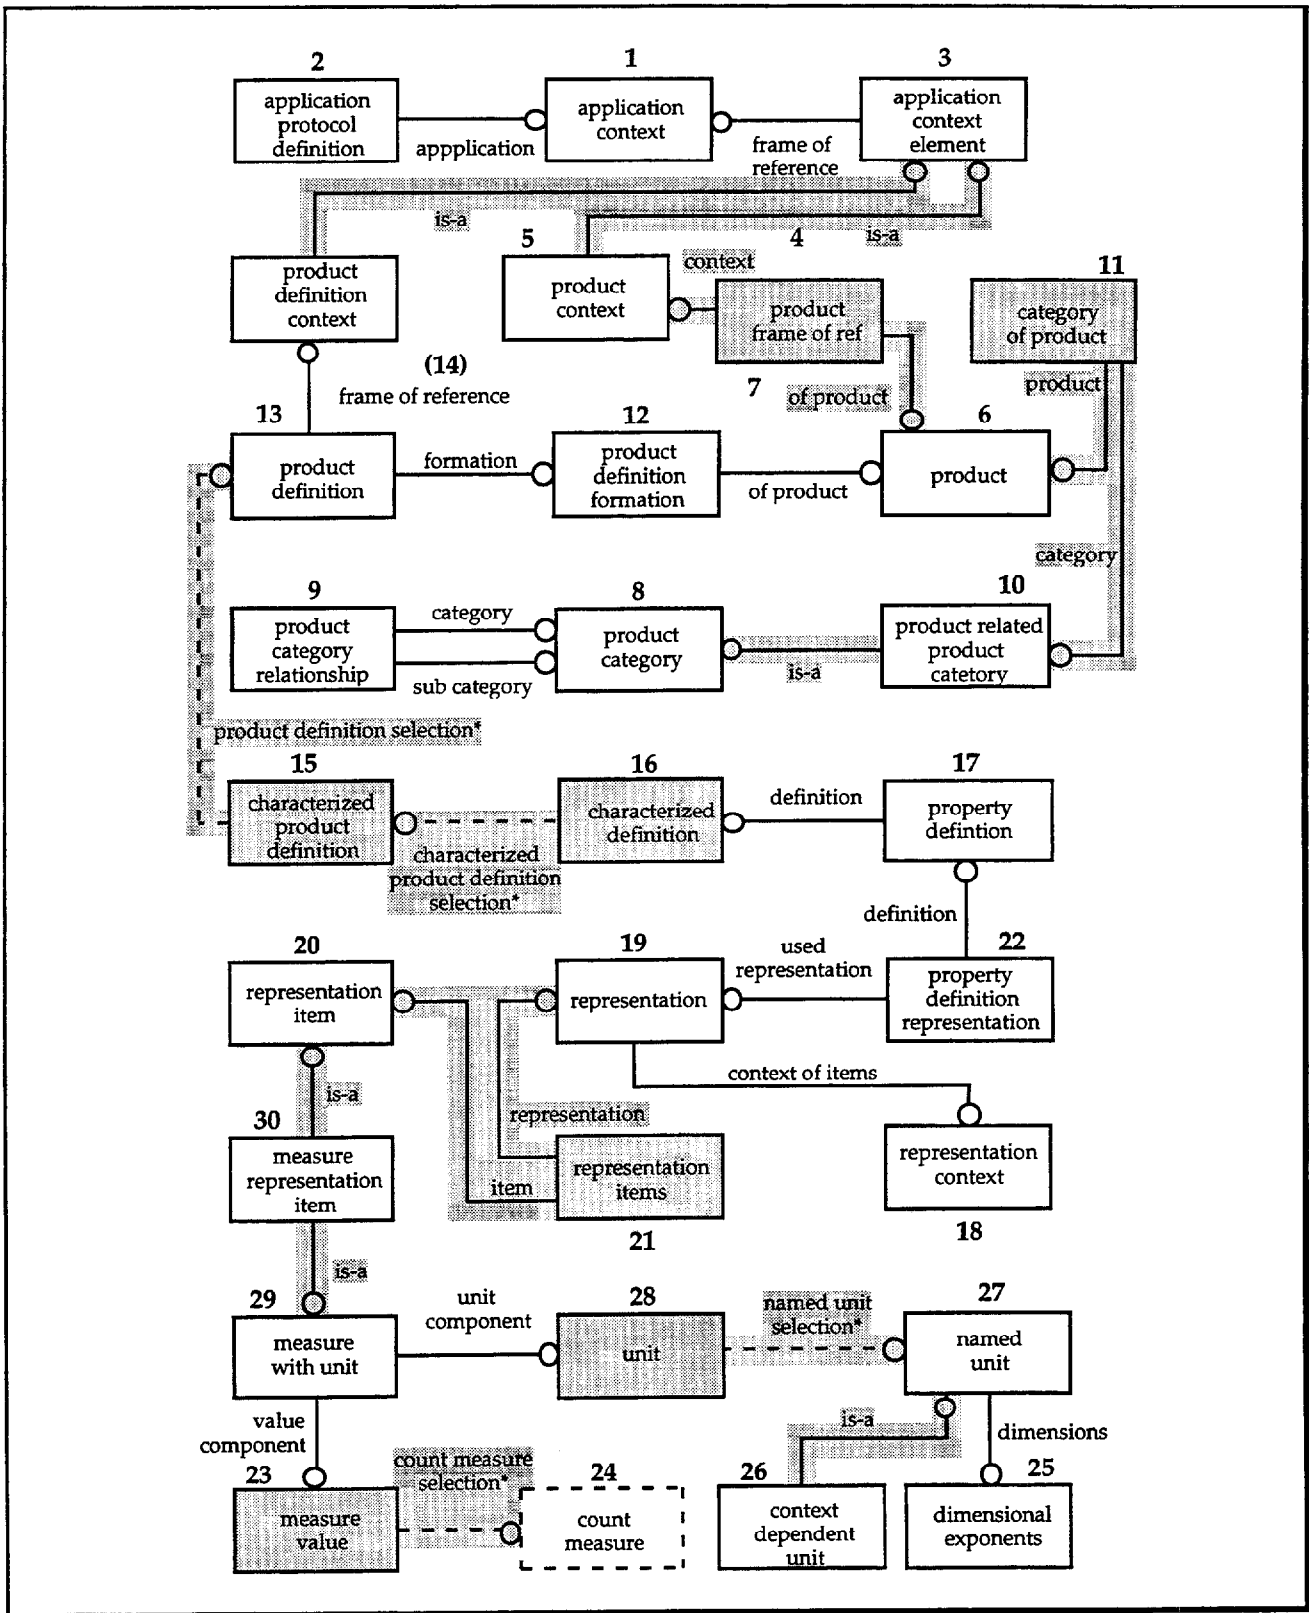 2
1
3
application
protocol
definition
appplication
application
context
frame of
reference
application
context
element
is-a
is-a
4
5
product
definition
context
product
context
context
product
frame of ref
11
category
of product
(14)
frame of reference
7
of product
product
13
product
definition
formation
12
product
definition
formation
of product
6
product
category
9
product
category
relationship
category
sub category
8
product
category
is-a
10
product related
product
catetory
product definition selection*
15
characterized
product
definition
characterized
product definition
selection*
16
characterized
definition
definition
17
property
defintion
definition
20
representation
item
19
representation
used
representation
22
property
definition
representation
is-a
context of items
30
measure
representation
item
representation
item
representation
items
21
representation
context
18
is-a
29
measure
with unit
unit
component
28
unit
named unit
selection*
27
named
unit
value
component
is-a
dimensions
23
measure
value
count measure
selection*
24
count
measure
26
context
dependent
unit
25
dimensional
exponents